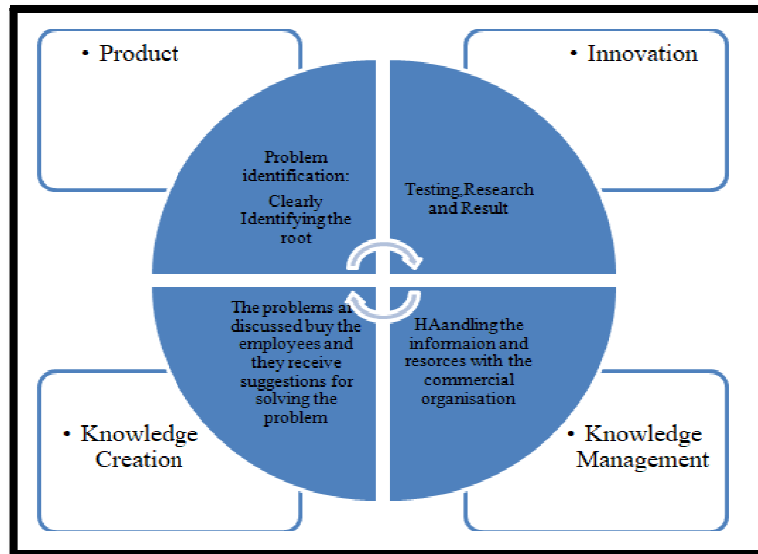 • Product
• Innovation
Problem
identification:
Clearly
Identifying the
root
Testing,Research
and Result
The problems an
discussed buy the
employees and
they receive
suggestions for
solving the
problem
HAandling the
informaion and
resorces with the
commercial
organisation
• Knowledge
Creation
• Knowledge
Management